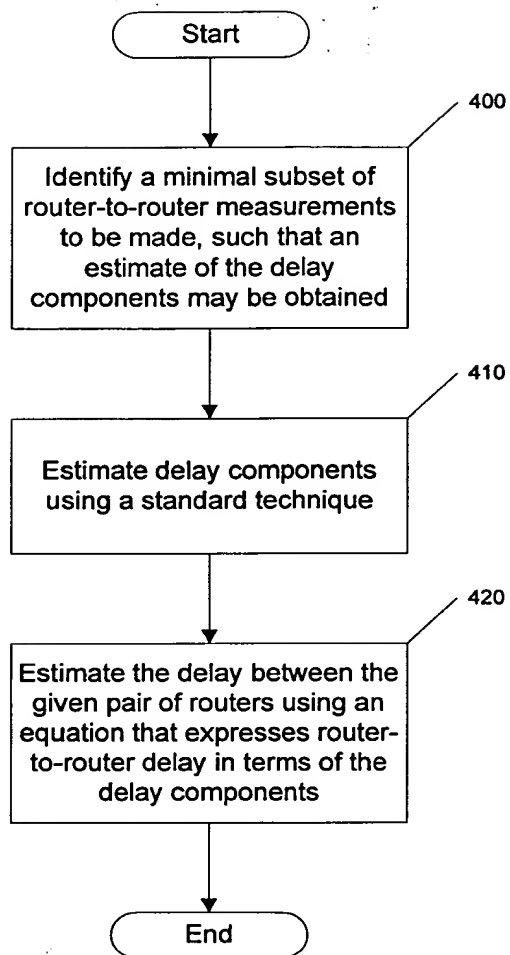 Start
400
Identify a minimal subset of
router-to-router measurements
to be made, such that an
estimate of the delay
components may be obtained
410
Estimate delay components
using a standard technique
420
Estimate the delay between the
given pair of routers using an
equation that expresses router-
to-router delay in terms of the
delay components
End